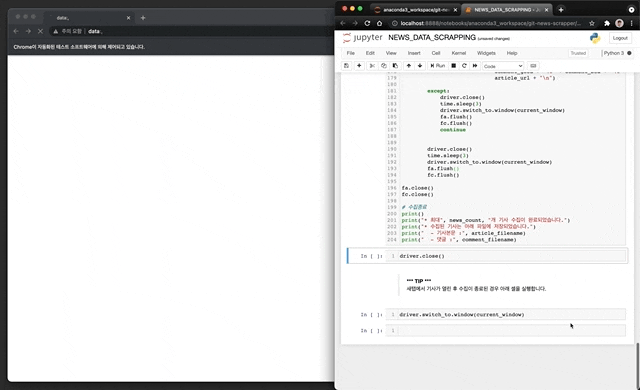 data,
주의 요함
data,
Chrome이 자동화된 테스트 소프트웨어에 의해 제어되고 있습니다.
anaconda3_workspace/git-news
NEWS_DATA_SCRAPPING
localhost:8888/notebooks/anaconda3_workspace/git-news-scrapper/...
jupyter NEWS_DATA_SCRAPPING (unsaved changes)
Logout
File Edit View Insert Cell Kernel Widgets Help
Trusted
Python 3
Run
Code
179 article_url + "\n")
180
181 except:
182 driver.close()
183 time.sleep(3)
184 driver.switch_to.window(current_window)
185 fa.flush()
186 fc.flush()
187 continue
188
189
190 driver.close()
191 time.sleep(3)
192 driver.switch_to.window(current_window)
193 fa.flush()
194 fc.flush()
195
196 fa.close()
197 fc.close()
198
199 # 수집종료
200 print()
201 print("* 최대", news_count, "개 기사 수집이 완료되었습니다.")
202 print("* 수집된 기사는 아래 파일에 저장되었습니다.")
203 print(" - 기사본문 :", article_filename)
204 print(" - 댓글 :", comment_filename)
In [ ]: 1 driver.close()
*** TIP ***
새탭에서 기사가 열린 후 수집이 종료된 경우 아래 셀을 실행합니다.
In [ ]: 1 driver.switch_to.window(current_window)
In [ ]: 1